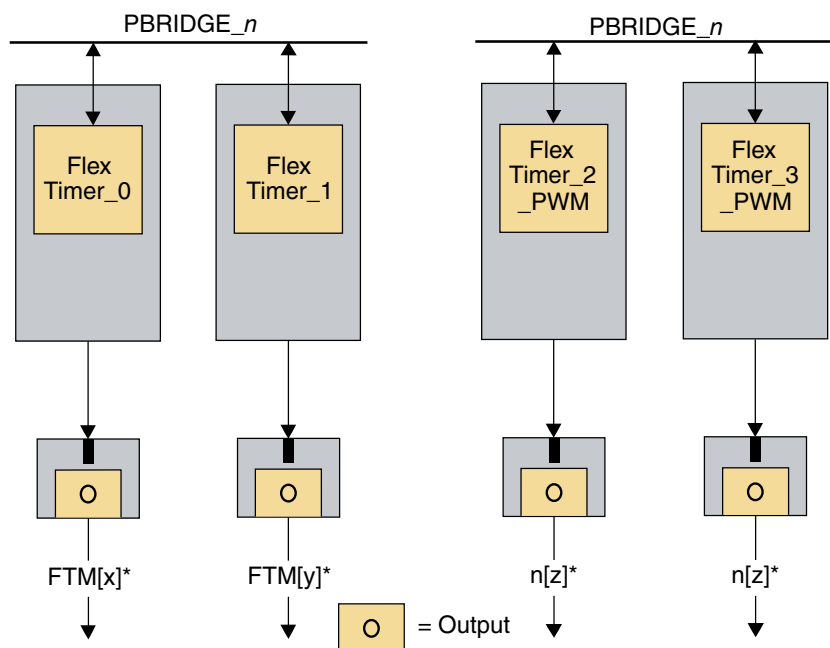 PBRIDGE_n
PBRIDGE_n
Flex
Timer_0
Flex
Timer_1
Flex
Timer_2
_PWM
Flex
Timer_3
_PWM
O
O
O
O
FTM[x]*
FTM[y]*
n[z]*
n[z]*
O = Output